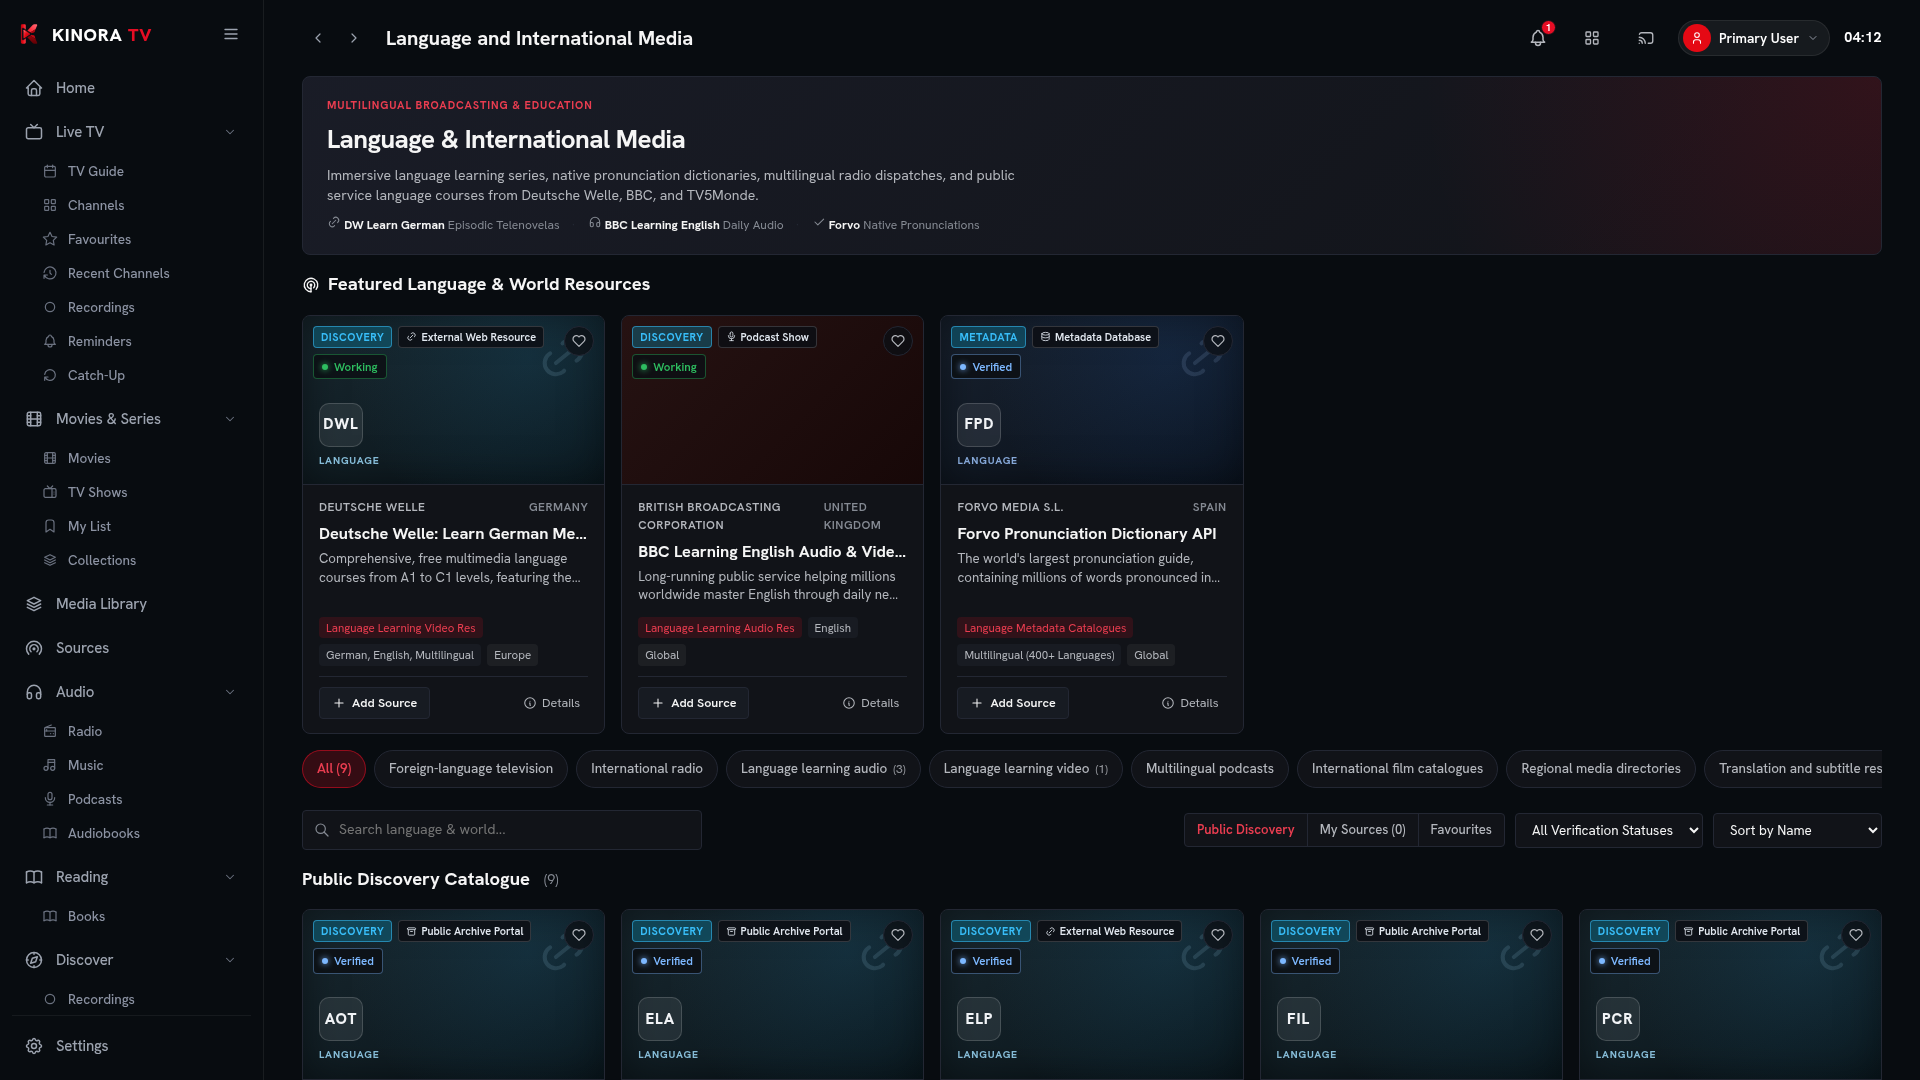 KINORA TV
Home
Live TV
TV Guide
Channels
Favourites
Recent Channels
Recordings
Reminders
Catch-Up
Movies & Series
Movies
TV Shows
My List
Collections
Media Library
Sources
Audio
Radio
Music
Podcasts
Audiobooks
Reading
Books
Discover
Recordings
Settings
Language and International Media
1
Primary User
04:12
MULTILINGUAL BROADCASTING & EDUCATION
Language & International Media
Immersive language learning series, native pronunciation dictionaries, multilingual radio dispatches, and public
service language courses from Deutsche Welle, BBC, and TV5Monde.
DW Learn German Episodic Telenovelas
BBC Learning English Daily Audio
Forvo Native Pronunciations
Featured Language & World Resources
DISCOVERY
External Web Resource
Working
DWL
LANGUAGE
DEUTSCHE WELLE
GERMANY
Deutsche Welle: Learn German Me...
Comprehensive, free multimedia language
courses from A1 to C1 levels, featuring the...
Language Learning Video Res
German, English, Multilingual
Europe
Add Source
Details
DISCOVERY
Podcast Show
Working
BRITISH BROADCASTING
CORPORATION
UNITED
KINGDOM
BBC Learning English Audio & Vide...
Long-running public service helping millions
worldwide master English through daily ne...
Language Learning Audio Res
English
Global
Add Source
Details
METADATA
Metadata Database
Verified
FPD
LANGUAGE
FORVO MEDIA S.L.
SPAIN
Forvo Pronunciation Dictionary API
The world's largest pronunciation guide,
containing millions of words pronounced in...
Language Metadata Catalogues
Multilingual (400+ Languages)
Global
Add Source
Details
All (9)
Foreign-language television
International radio
Language learning audio (3)
Language learning video (1)
Multilingual podcasts
International film catalogues
Regional media directories
Translation and subtitle res
Search language & world...
Public Discovery
My Sources (0)
Favourites
All Verification Statuses
Sort by Name
Public Discovery Catalogue (9)
DISCOVERY
Public Archive Portal
Verified
AOT
LANGUAGE
DISCOVERY
Public Archive Portal
Verified
ELA
LANGUAGE
DISCOVERY
External Web Resource
Verified
ELP
LANGUAGE
DISCOVERY
Public Archive Portal
Verified
FIL
LANGUAGE
DISCOVERY
Public Archive Portal
Verified
PCR
LANGUAGE